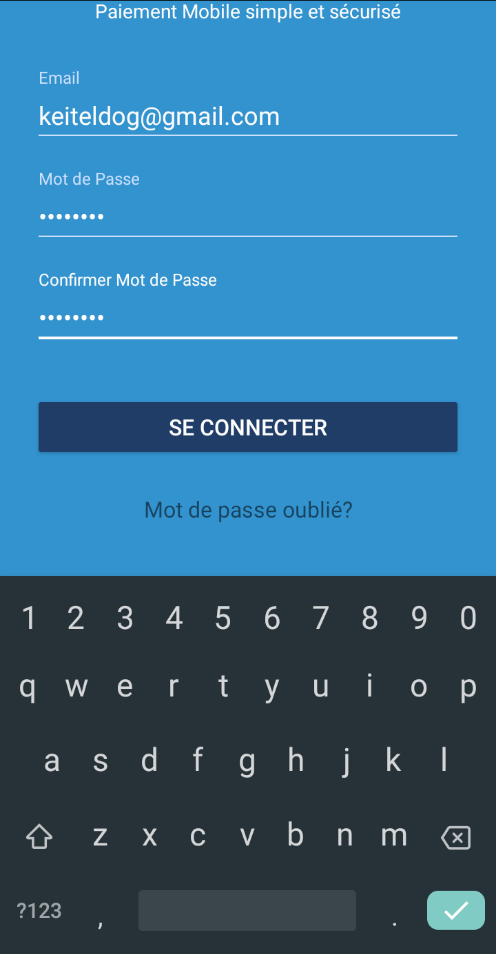 Paiement Mobile simple et sécurisé
Email
keiteldog@gmail.com
Mot de Passe
••••••••
Confirmer Mot de Passe
••••••••
SE CONNECTER
Mot de passe oublié?
1 2 3 4 5 6 7 8 9 0
q w e r t y u i o p
a s d f g h j k l
z x c v b n m
?123 , .